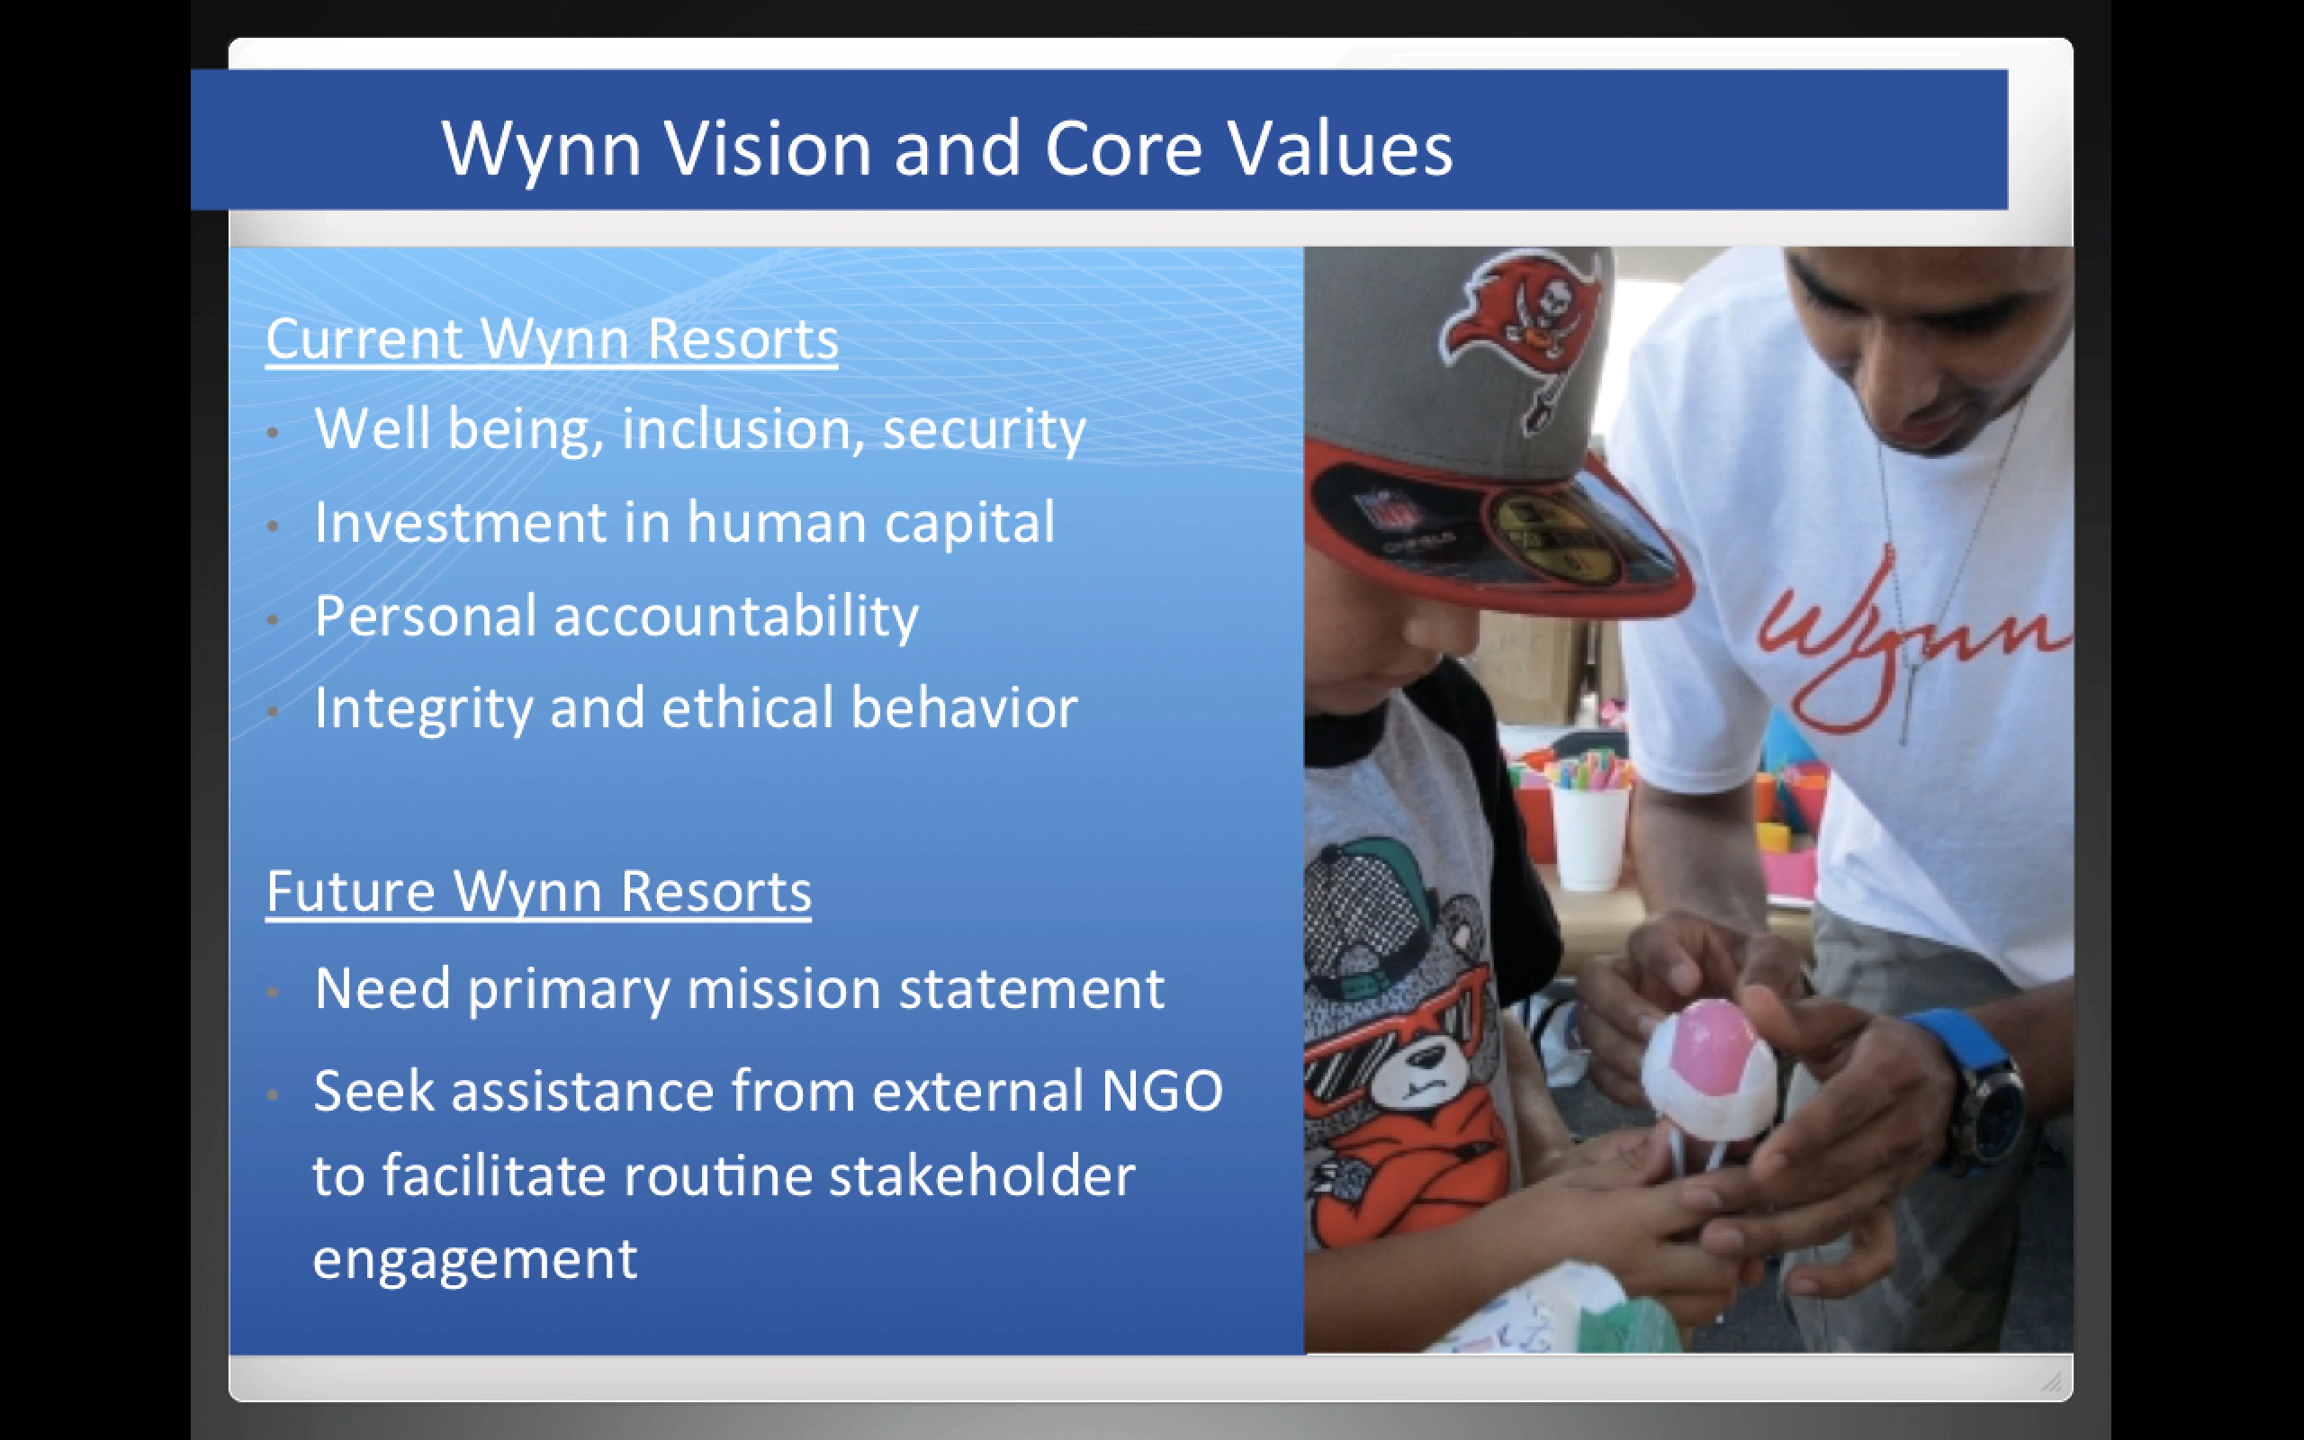 Wynn Vision and Core Values
Current Wynn Resorts
• Well being, inclusion, security
• Investment in human capital
• Personal accountability
• Integrity and ethical behavior
Future Wynn Resorts
• Need primary mission statement
• Seek assistance from external NGO
to facilitate routine stakeholder
engagement
Wynn